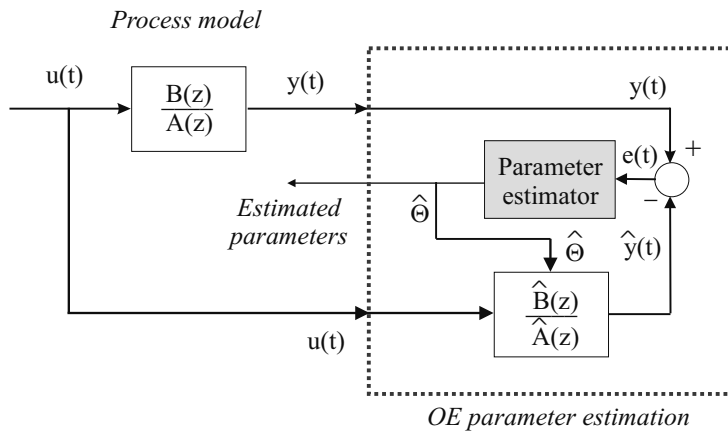 Process model
u(t)
B(z)
A(z)
y(t)
y(t)
+
e(t)
Parameter
estimator
−
Θ̂
Estimated
parameters
Θ̂
ŷ(t)
B̂(z)
Â(z)
u(t)
OE parameter estimation